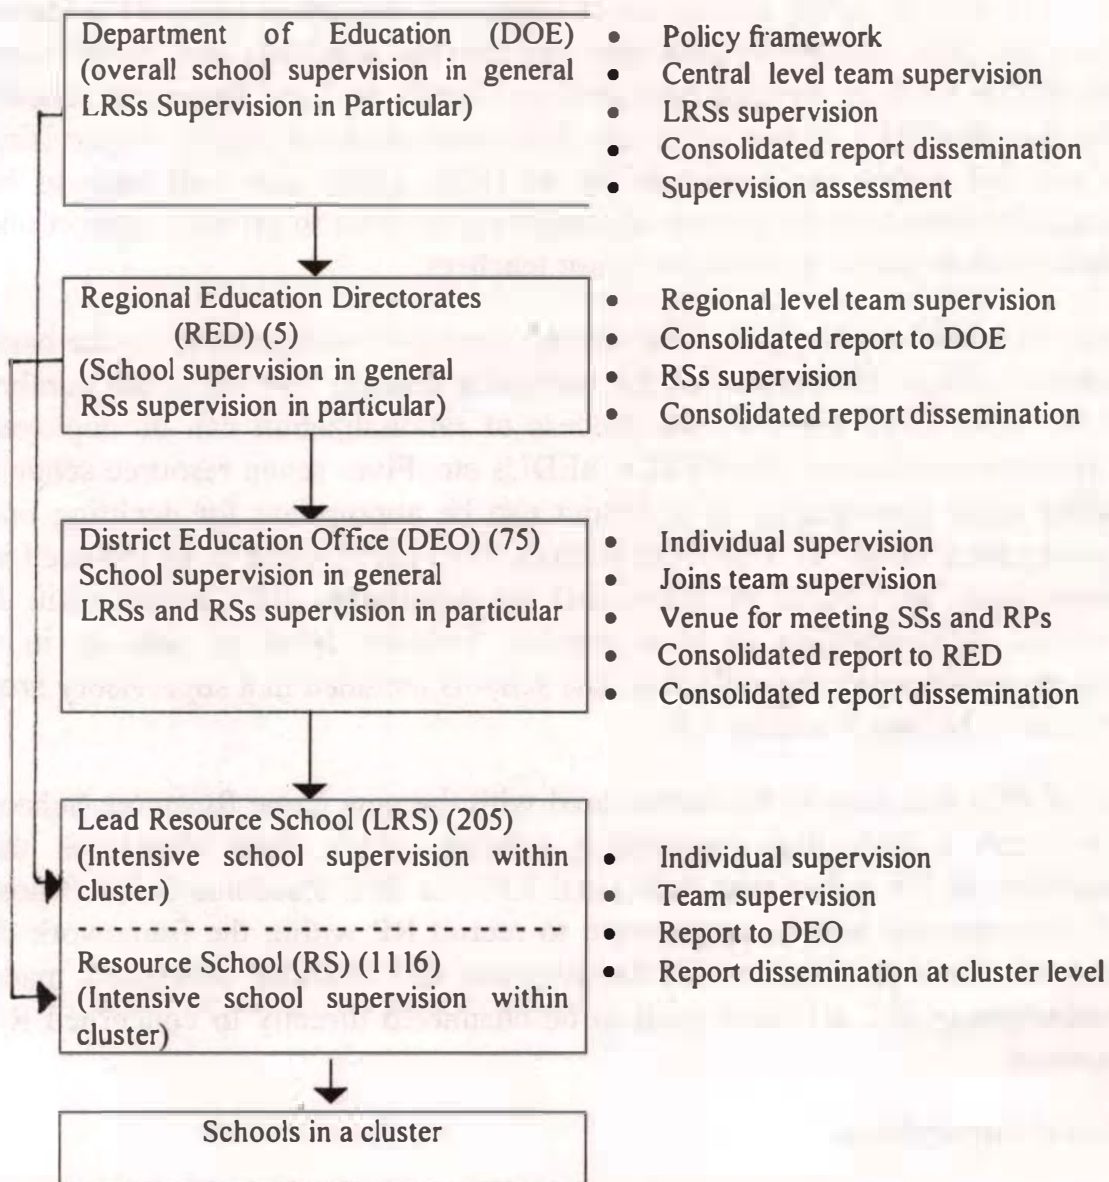 Department of Education (DOE)
(overall school supervision in general
LRSs Supervision in Particular)
• Policy framework
• Central level team supervision
• LRSs supervision
• Consolidated report dissemination
• Supervision assessment
Regional Education Directorates
(RED) (5)
(School supervision in general
RSs supervision in particular)
• Regional level team supervision
• Consolidated report to DOE
• RSs supervision
• Consolidated report dissemination
District Education Office (DEO) (75)
School supervision in general
LRSs and RSs supervision in particular
• Individual supervision
• Joins team supervision
• Venue for meeting SSs and RPs
• Consolidated report to RED
• Consolidated report dissemination
Lead Resource School (LRS) (205)
(Intensive school supervision within
cluster)
Resource School (RS) (1116)
(Intensive school supervision within
cluster)
• Individual supervision
• Team supervision
• Report to DEO
• Report dissemination at cluster level
Schools in a cluster